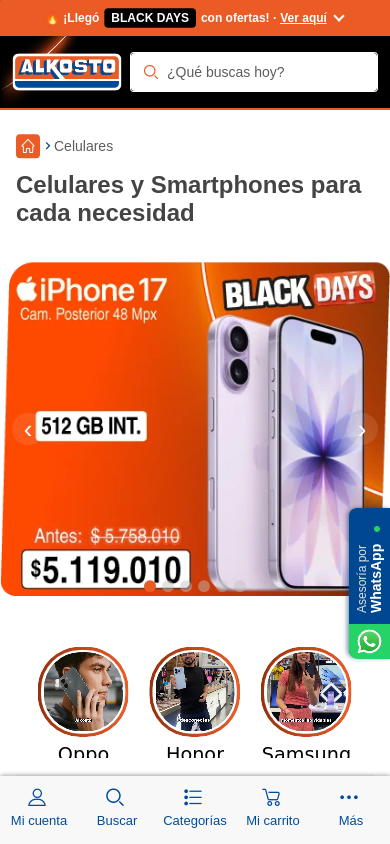 🔥 ¡Llegó BLACK DAYS con ofertas! · Ver aquí
ALKOSTO
¿Qué buscas hoy?
Celulares
Celulares y Smartphones para
cada necesidad
iPhone 17
Cam. Posterior 48 Mpx
BLACK DAYS
512 GB INT.
Antes: $ 5.758.010
$5.119.010
Asesoría por
WhatsApp
Oppo
Honor
Samsung
Mi cuenta
Buscar
Categorías
Mi carrito
Más